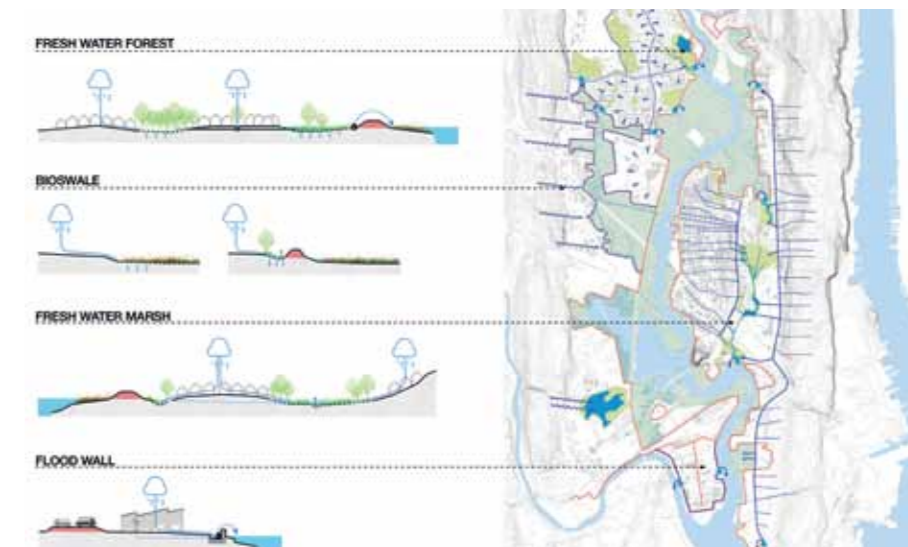 FRESH WATER FOREST
BIOSWALE
FRESH WATER MARSH
FLOOD WALL